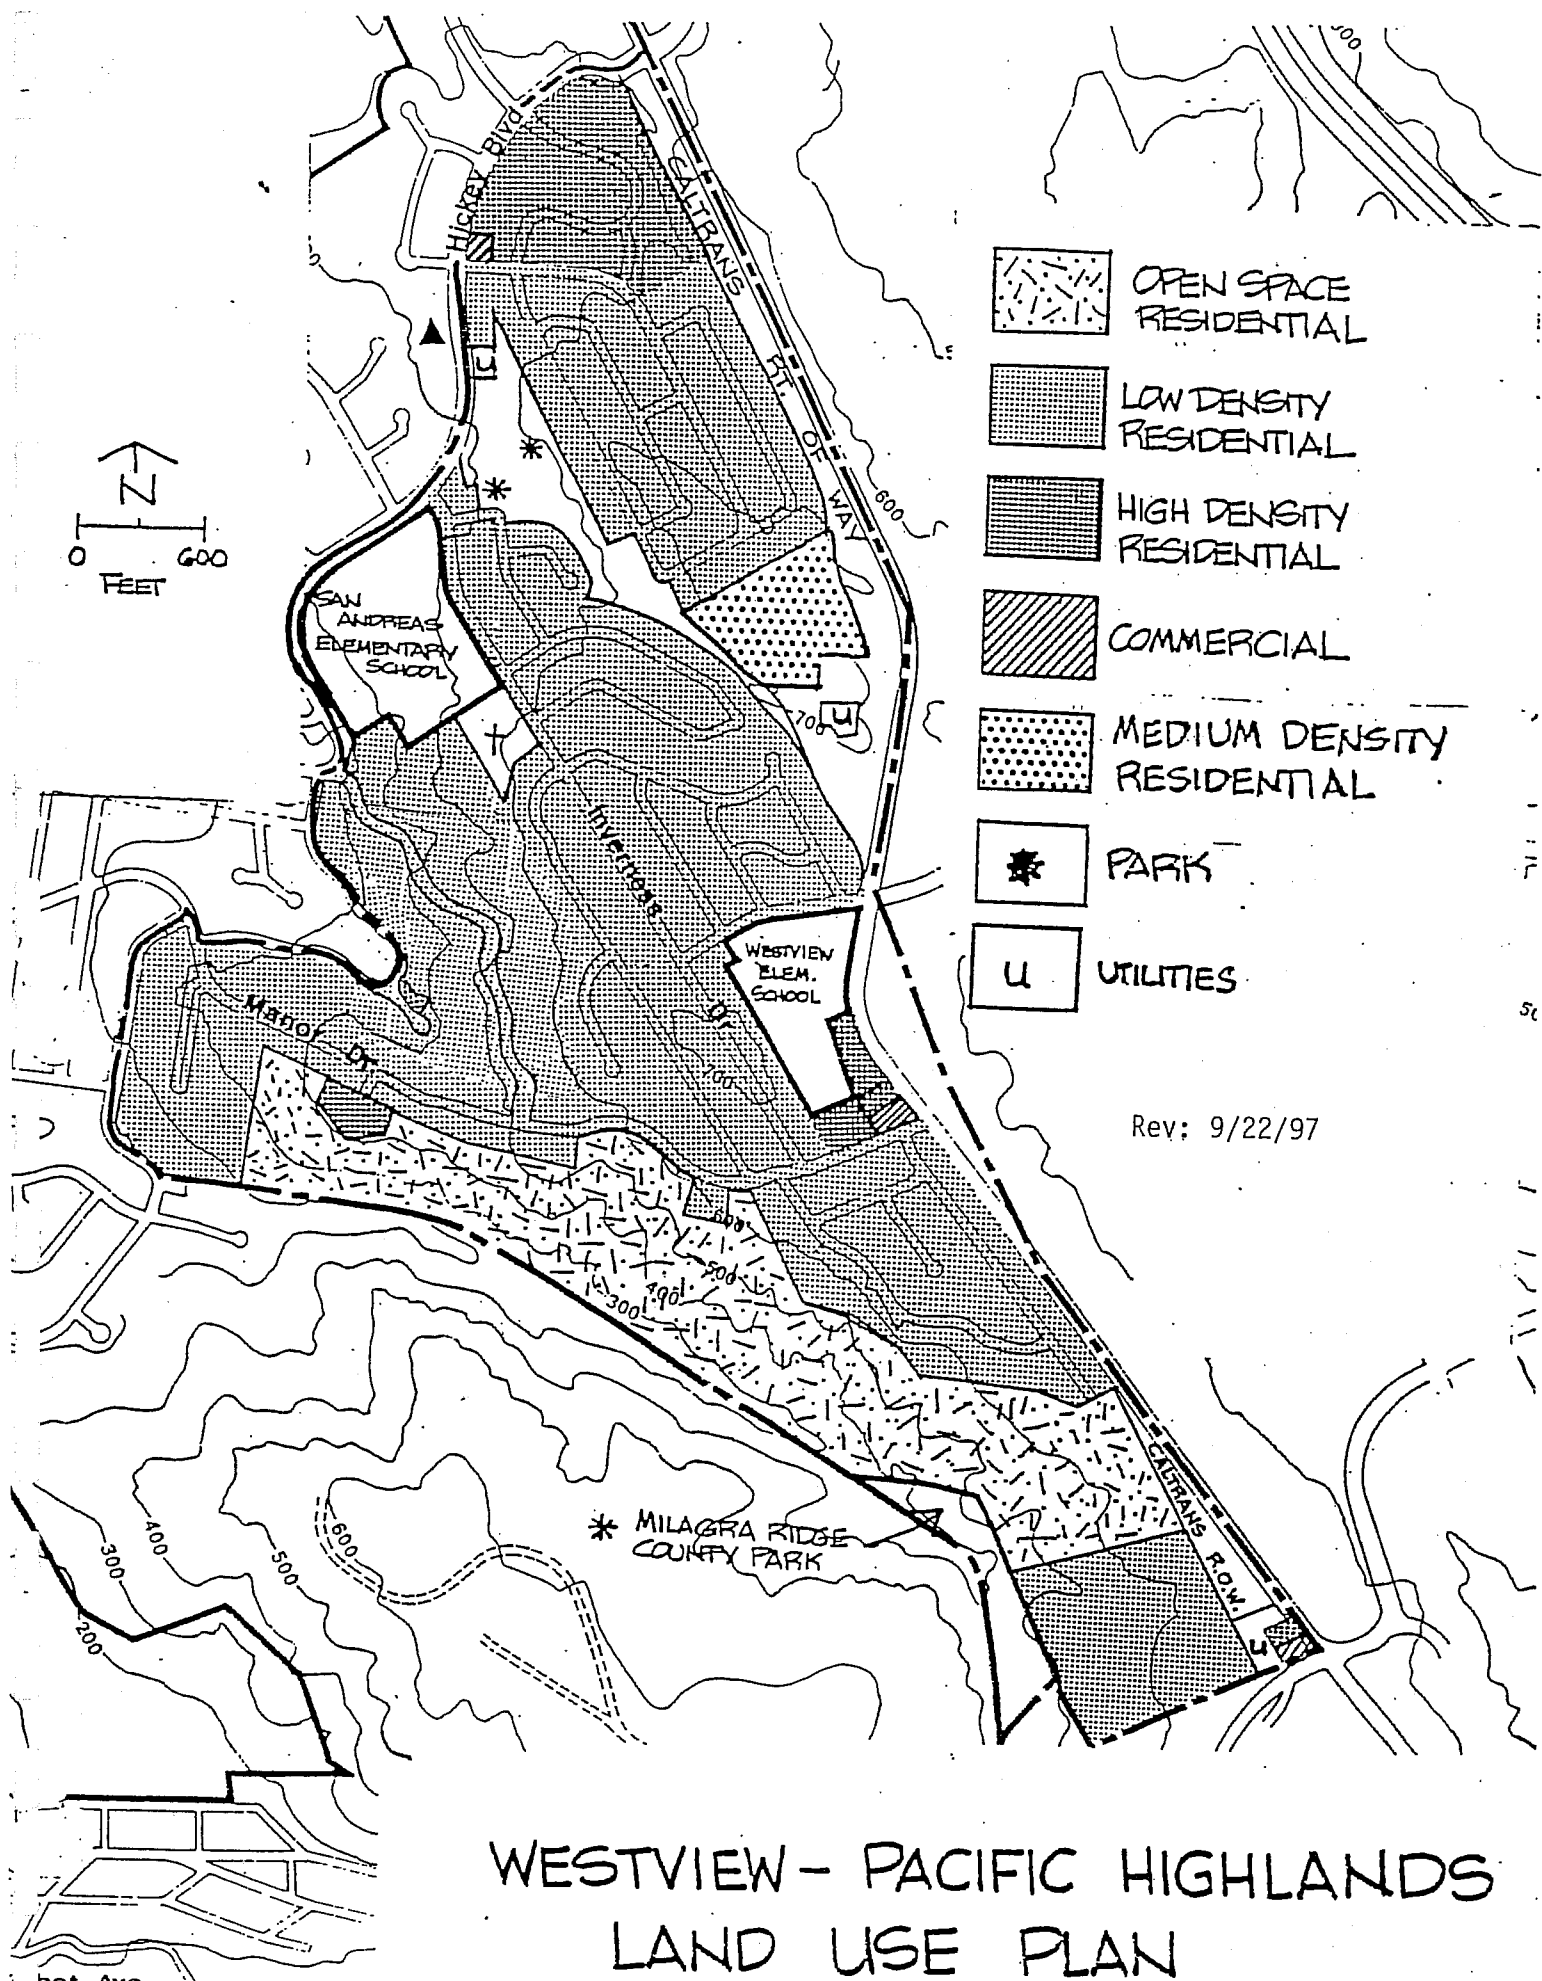 600
Hickey Blvd
CALTRANS
RT. OF WAY
600
u
N
0 600
FEET
SAN
ANDREAS
ELEMENTARY
SCHOOL
OPEN SPACE
RESIDENTIAL
LOW DENSITY
RESIDENTIAL
HIGH DENSITY
RESIDENTIAL
COMMERCIAL
MEDIUM DENSITY
RESIDENTIAL
PARK
u UTILITIES
700
u
Inverness Dr
WESTVIEW
ELEM.
SCHOOL
Manor Dr
700
Rev: 9/22/97
600
500
490
300
CALTRANS R.O.W.
u
MILAGRA RIDGE
COUNTY PARK
600
500
400
300
200
WESTVIEW - PACIFIC HIGHLANDS
LAND USE PLAN